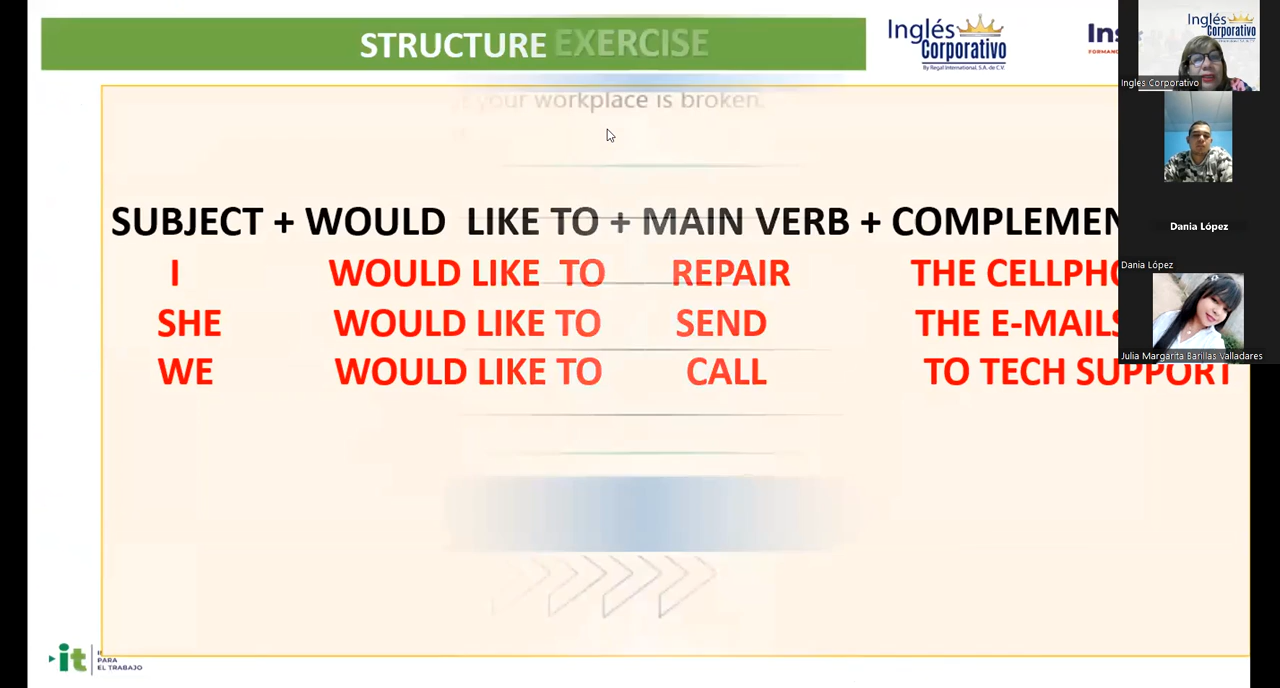 STRUCTURE EXERCISE
Inglés
Corporativo
By Regal International, S.A. de C.V.
your workplace is broken.
SUBJECT + WOULD LIKE TO + MAIN VERB + COMPLEMEN
I WOULD LIKE TO REPAIR THE CELLPHO
SHE WOULD LIKE TO SEND THE E-MAILS
WE WOULD LIKE TO CALL TO TECH SUPPORT
it
PARA
EL TRABAJO
Inglés
Corporativo
Ingles Corporativo
Dania López
Dania López
Julia Margarita Barillas Valladares